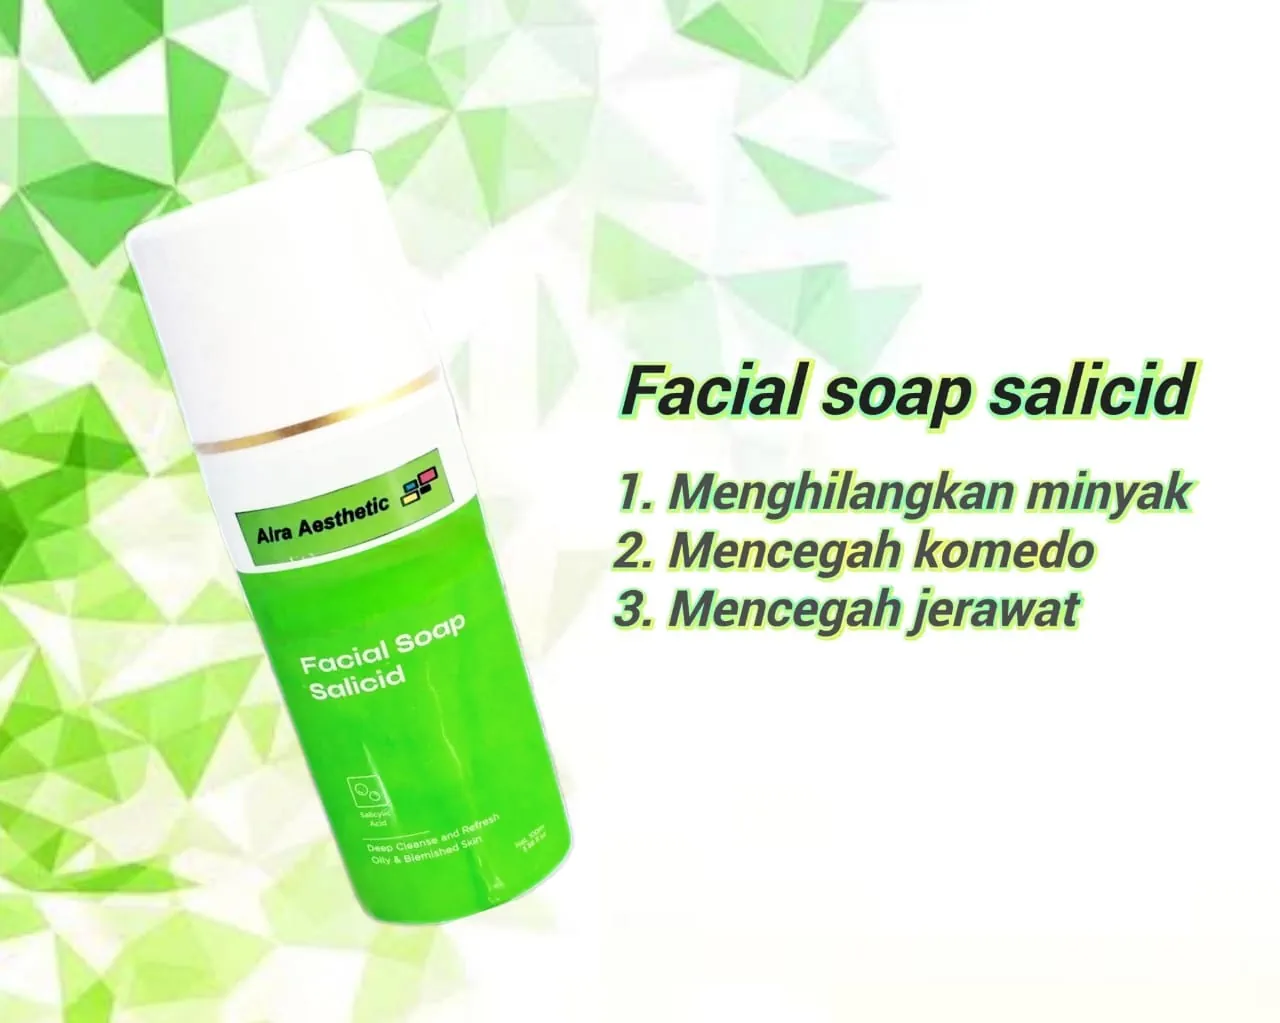 Facial soap salicid
1. Menghilangkan minyak
2. Mencegah komedo
3. Mencegah jerawat
Aira Aesthetic
Facial Soap
Salicid
Salicylic
Acid
Deep Cleanse and Refresh
Oily & Blemished Skin